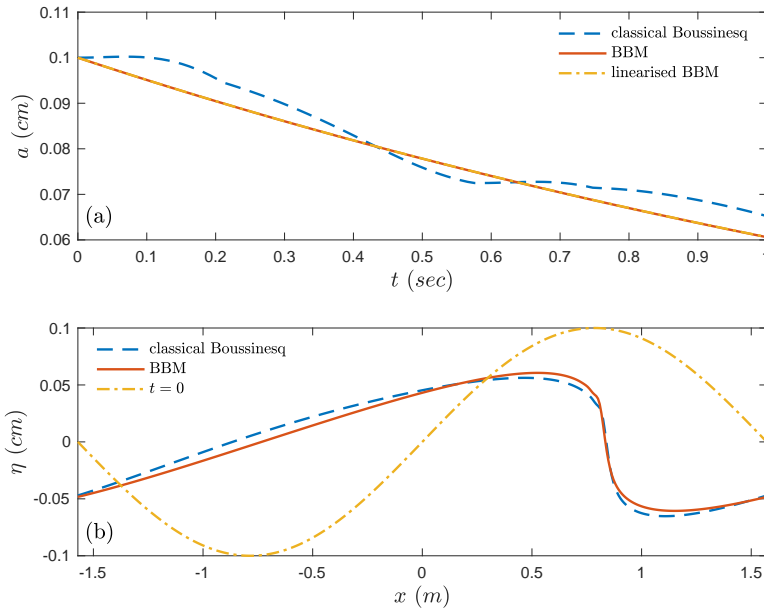 0.11
0.1
0.09
0.08
0.07
0.06
a (cm)
classical Boussinesq
BBM
linearised BBM
(a)
0 0.1 0.2 0.3 0.4 0.5 0.6 0.7 0.8 0.9 1
t (sec)
0.1
0.05
0
-0.05
-0.1
η (cm)
classical Boussinesq
BBM
t = 0
(b)
-1.5 -1 -0.5 0 0.5 1 1.5
x (m)